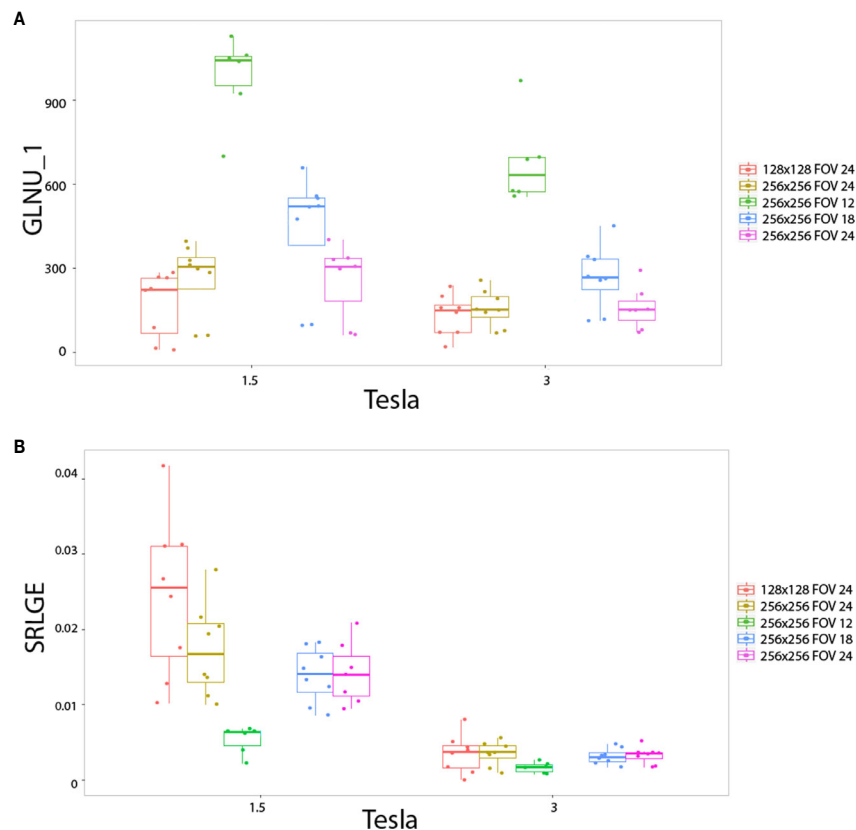 A
GLNU_1
900
600
300
0
1.5
3
Tesla
128x128 FOV 24
256x256 FOV 24
256x256 FOV 12
256x256 FOV 18
256x256 FOV 24
B
SRLGE
0.04
0.03
0.02
0.01
0
1.5
3
Tesla
128x128 FOV 24
256x256 FOV 24
256x256 FOV 12
256x256 FOV 18
256x256 FOV 24